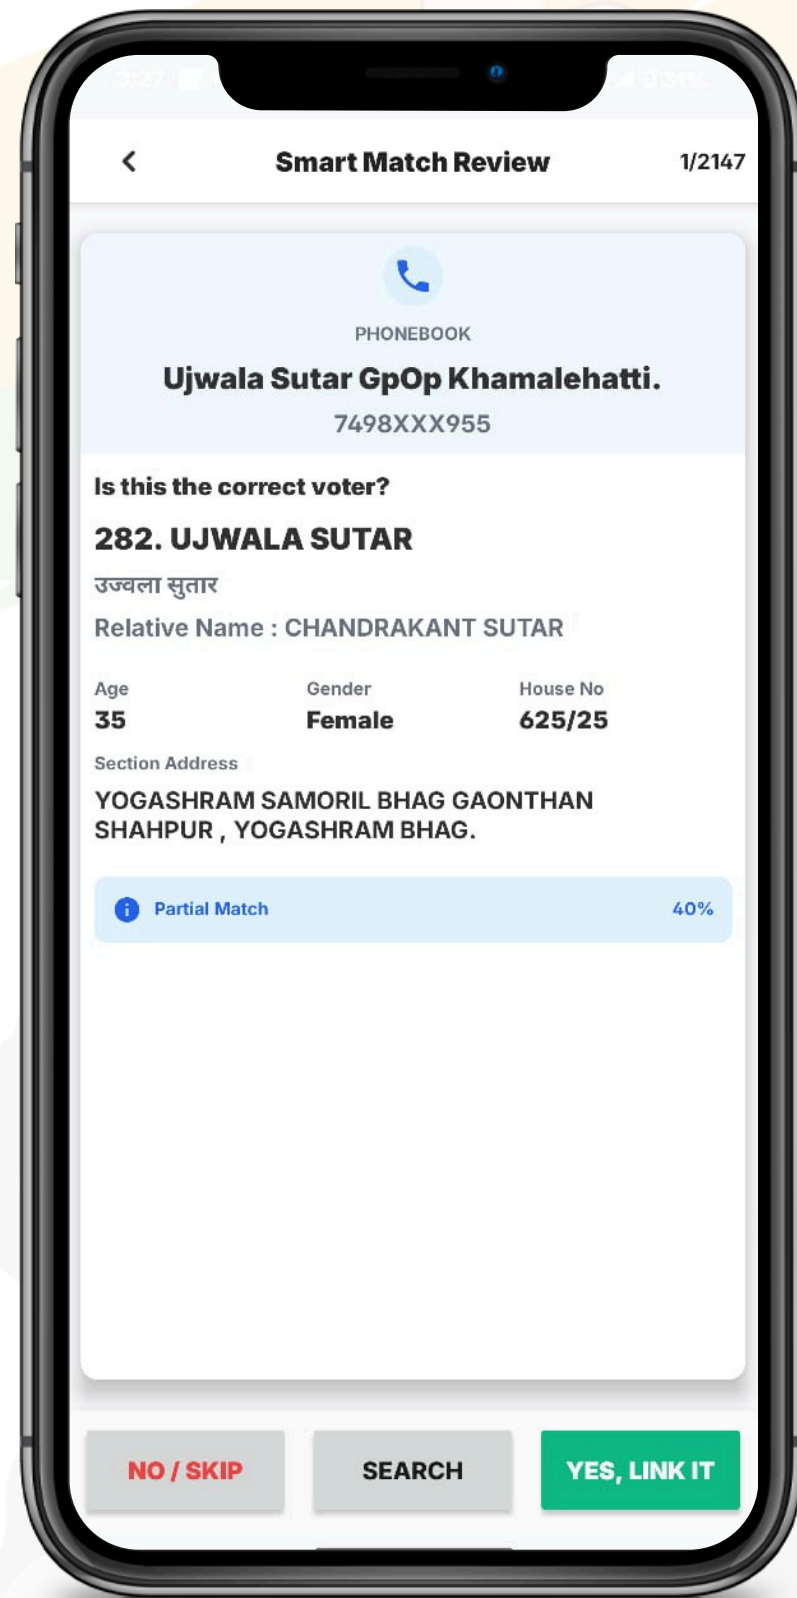 Smart Match Review
1/2147
PHONEBOOK
Ujwala Sutar GpOp Khamalehatti.
7498XXX955
Is this the correct voter?
282. UJWALA SUTAR
उज्वला सुतार
Relative Name : CHANDRAKANT SUTAR
Age Gender House No
35 Female 625/25
Section Address
YOGASHRAM SAMORIL BHAG GAONTHAN
SHAHPUR , YOGASHRAM BHAG.
Partial Match 40%
NO / SKIP SEARCH YES, LINK IT